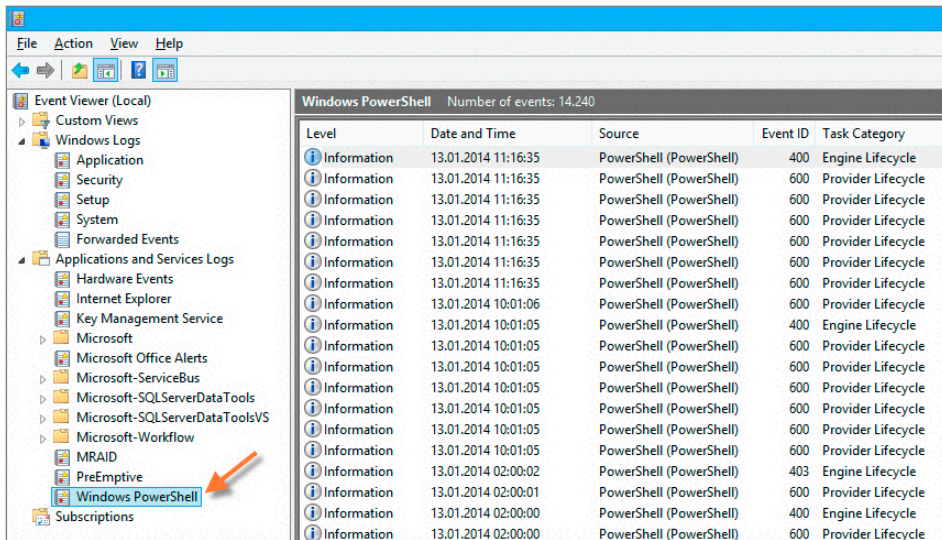 File Action View Help
Event Viewer (Local)
Custom Views
Windows Logs
Application
Security
Setup
System
Forwarded Events
Applications and Services Logs
Hardware Events
Internet Explorer
Key Management Service
Microsoft
Microsoft Office Alerts
Microsoft-ServiceBus
Microsoft-SQLServerDataTools
Microsoft-SQLServerDataToolsVS
Microsoft-Workflow
MRAID
PreEmptive
Windows PowerShell
Subscriptions
Windows PowerShell Number of events: 14.240
Level Date and Time Source Event ID Task Category
Information 13.01.2014 11:16:35 PowerShell (PowerShell) 400 Engine Lifecycle
Information 13.01.2014 11:16:35 PowerShell (PowerShell) 600 Provider Lifecycle
Information 13.01.2014 11:16:35 PowerShell (PowerShell) 600 Provider Lifecycle
Information 13.01.2014 11:16:35 PowerShell (PowerShell) 600 Provider Lifecycle
Information 13.01.2014 11:16:35 PowerShell (PowerShell) 600 Provider Lifecycle
Information 13.01.2014 11:16:35 PowerShell (PowerShell) 600 Provider Lifecycle
Information 13.01.2014 11:16:35 PowerShell (PowerShell) 600 Provider Lifecycle
Information 13.01.2014 10:01:06 PowerShell (PowerShell) 600 Provider Lifecycle
Information 13.01.2014 10:01:05 PowerShell (PowerShell) 400 Engine Lifecycle
Information 13.01.2014 10:01:05 PowerShell (PowerShell) 600 Provider Lifecycle
Information 13.01.2014 10:01:05 PowerShell (PowerShell) 600 Provider Lifecycle
Information 13.01.2014 10:01:05 PowerShell (PowerShell) 600 Provider Lifecycle
Information 13.01.2014 10:01:05 PowerShell (PowerShell) 600 Provider Lifecycle
Information 13.01.2014 10:01:05 PowerShell (PowerShell) 600 Provider Lifecycle
Information 13.01.2014 10:01:05 PowerShell (PowerShell) 600 Provider Lifecycle
Information 13.01.2014 02:00:02 PowerShell (PowerShell) 403 Engine Lifecycle
Information 13.01.2014 02:00:01 PowerShell (PowerShell) 600 Provider Lifecycle
Information 13.01.2014 02:00:00 PowerShell (PowerShell) 400 Engine Lifecycle
Information 13.01.2014 02:00:00 PowerShell (PowerShell) 600 Provider Lifecycle